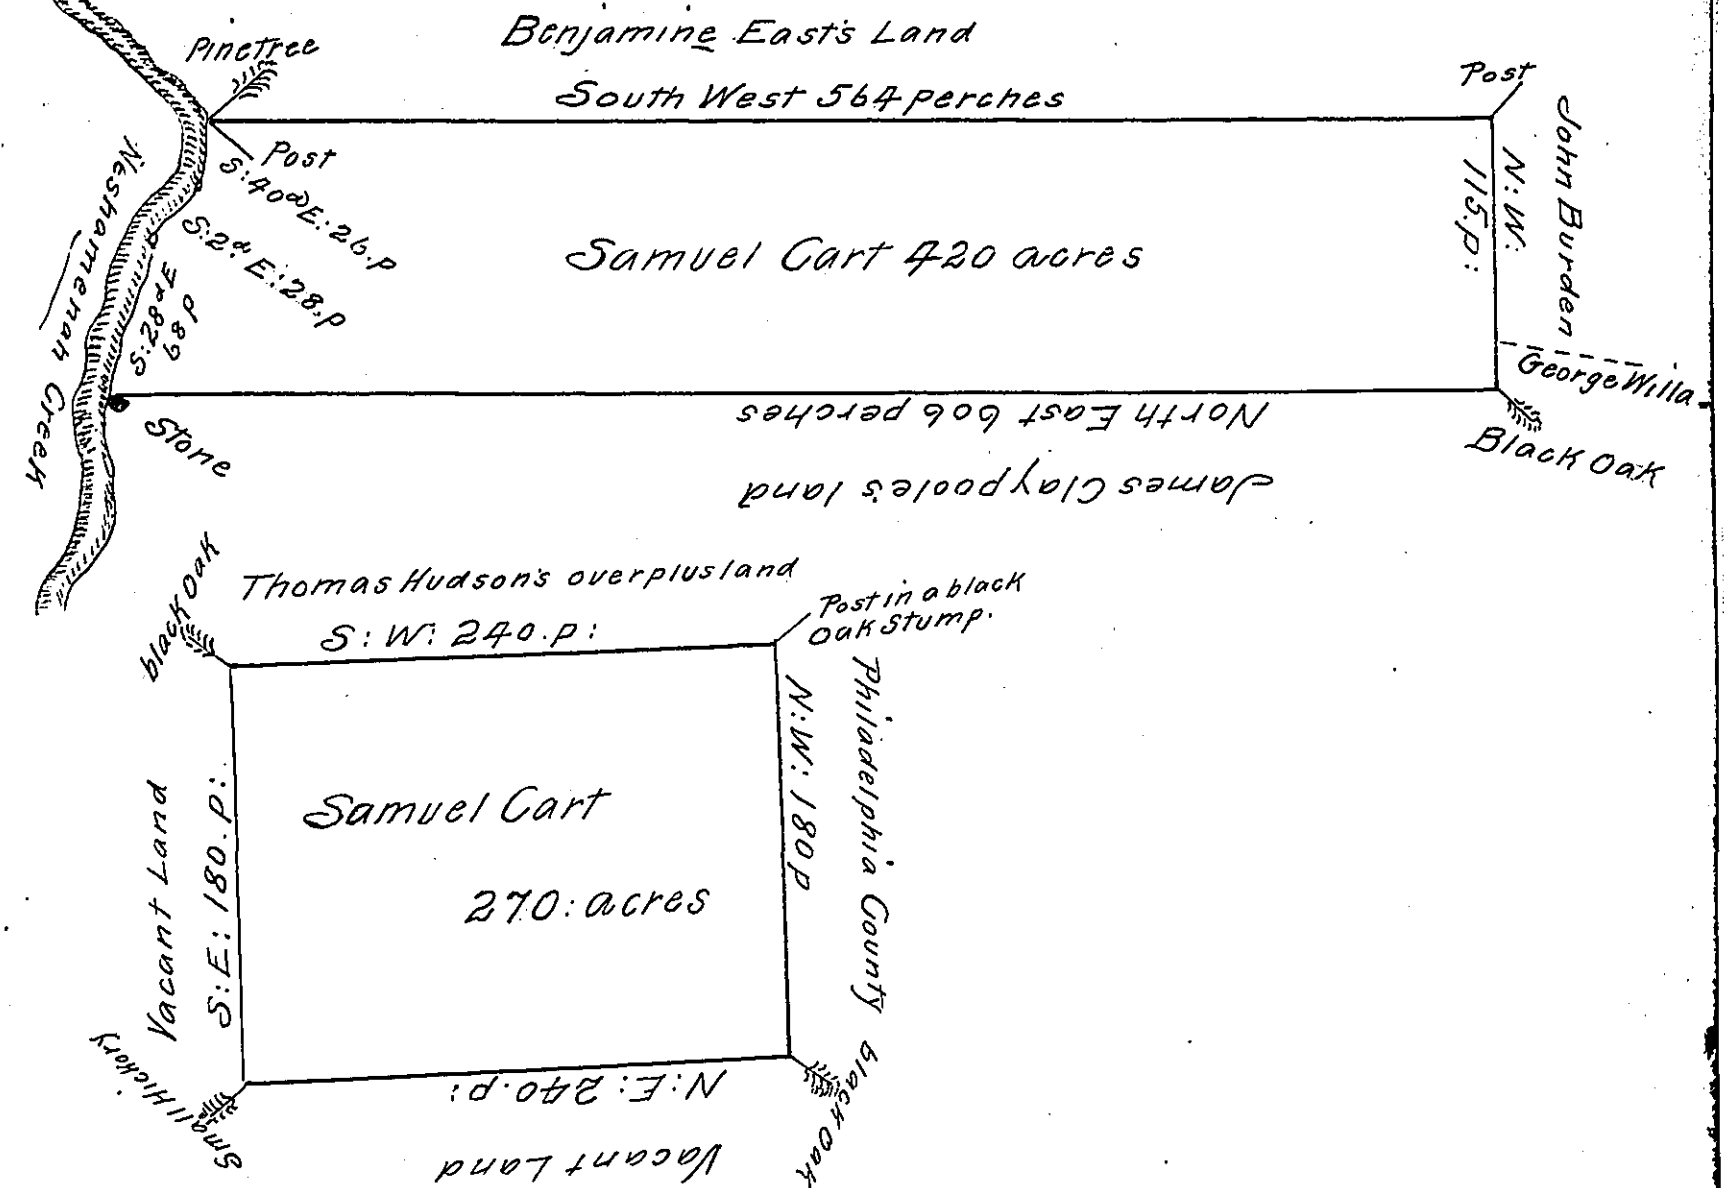 Benjamine East's Land
Pinetree
South West 564 perches
Post
Post
John Burden
N: W:
115.p:
S:40d E. 26.p
S:2d E:28.p
S:28d E
68 p
Neshamenah Creek
Samuel Cart 420 acres
George Willa
Stone
North East 606 perches
Black Oak
James Claypoole's land
black Oak
Thomas Hudson's overplus land
Post in a black
Oak Stump.
S: W: 240.p:
N: W: 180p
Philadelphia County
Samuel Cart
270: acres
Vacant Land
S: E: 180.p:
Small Hickory
N: E: 240.p:
black Oak
Vacant Land